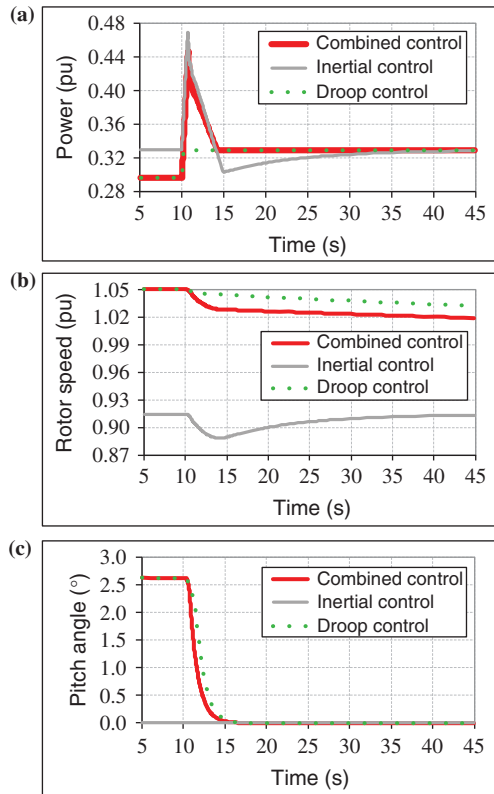 (a)
0.48
0.44
0.40
0.36
0.32
0.28
Power (pu)
Combined control
Inertial control
Droop control
5 10 15 20 25 30 35 40 45
Time (s)
(b)
1.05
1.02
0.99
0.96
0.93
0.90
0.87
Rotor speed (pu)
Combined control
Inertial control
Droop control
5 10 15 20 25 30 35 40 45
Time (s)
(c)
3.0
2.5
2.0
1.5
1.0
0.5
0.0
Pitch angle (°)
Combined control
Inertial control
Droop control
5 10 15 20 25 30 35 40 45
Time (s)